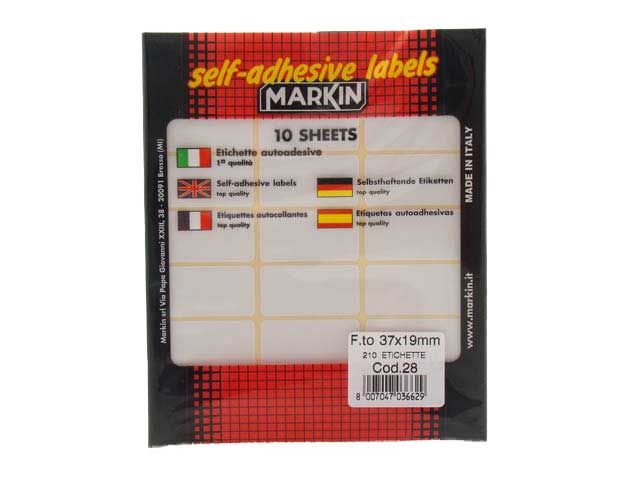 self-adhesive labels
MARKIN
10 SHEETS
Etichette autoadesive
1ª qualità
Self-adhesive labels
top quality
Selbsthaftende Etiketten
top quality
Etiquettes autocollantes
top quality
Etiquetas autoadhesivas
top quality
Markin srl Via Papa Giovanni XXIII, 38 - 20091 Bresso (MI)
MADE IN ITALY
www.markin.it
F.to 37x19mm
210 ETICHETTE
Cod.28
8 007047 036629